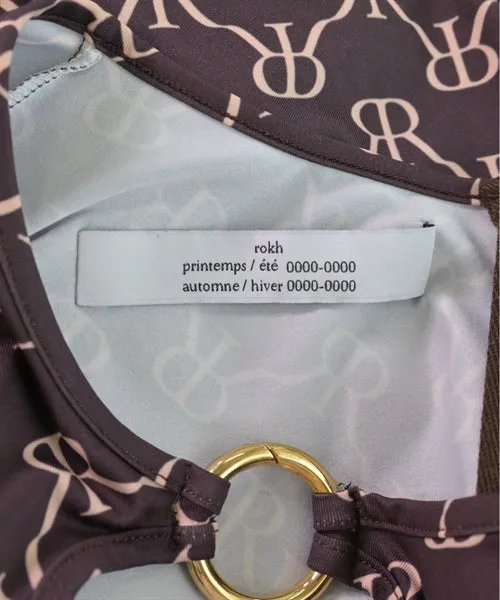 rokh
printemps / été 0000-0000
automne / hiver 0000-0000